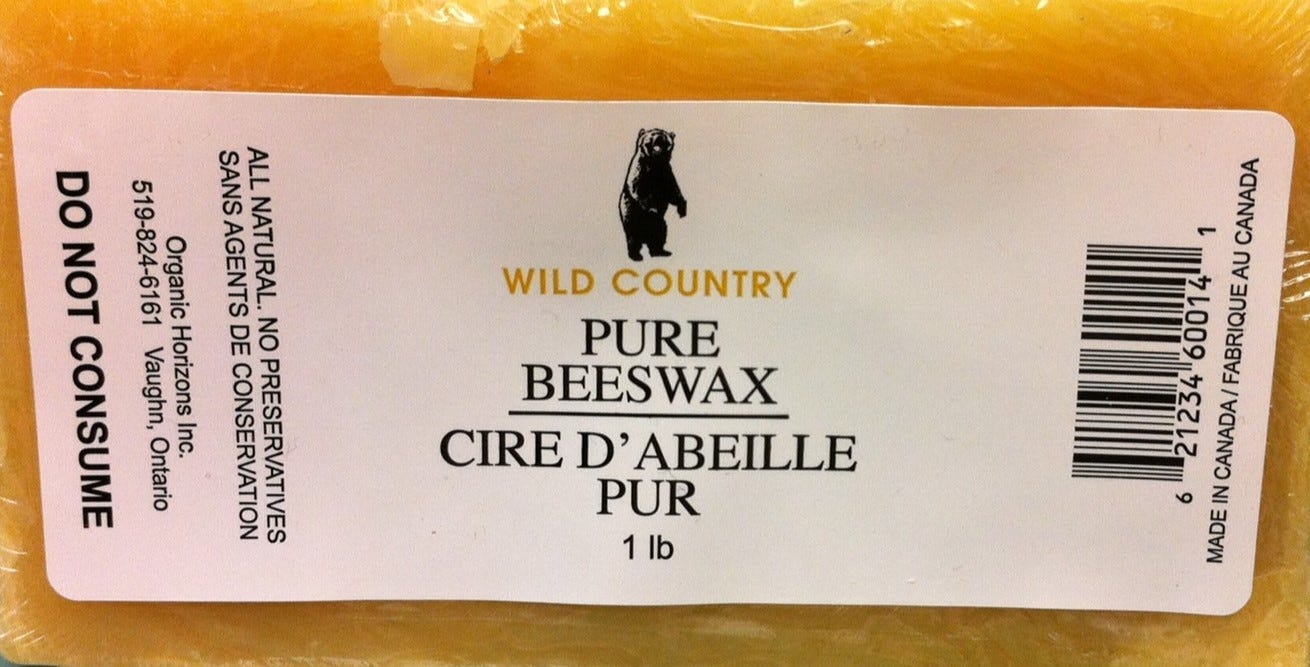 WILD COUNTRY
PURE
BEESWAX
CIRE D'ABEILLE
PUR
1 lb
ALL NATURAL. NO PRESERVATIVES
SANS AGENTS DE CONSERVATION
Organic Horizons Inc.
519-824-6161 Vaughn, Ontario
DO NOT CONSUME
6 21234 60014 1
MADE IN CANADA / FABRIQUE AU CANADA